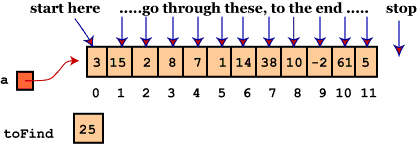 start here .....go through these, to the end ..... stop
a 3 15 2 8 7 1 14 38 10 -2 61 5
0 1 2 3 4 5 6 7 8 9 10 11
toFind 25